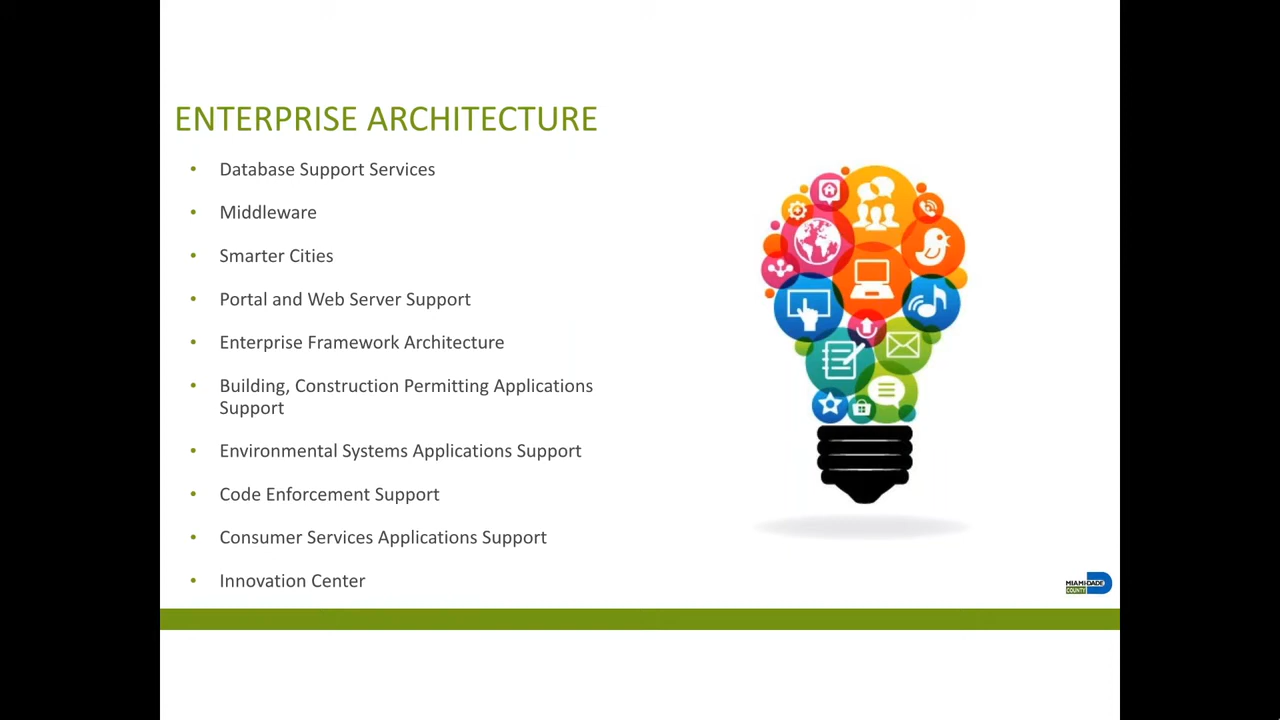 ENTERPRISE ARCHITECTURE
• Database Support Services
• Middleware
• Smarter Cities
• Portal and Web Server Support
• Enterprise Framework Architecture
• Building, Construction Permitting Applications
Support
• Environmental Systems Applications Support
• Code Enforcement Support
• Consumer Services Applications Support
• Innovation Center
MIAMI-DADE
COUNTY